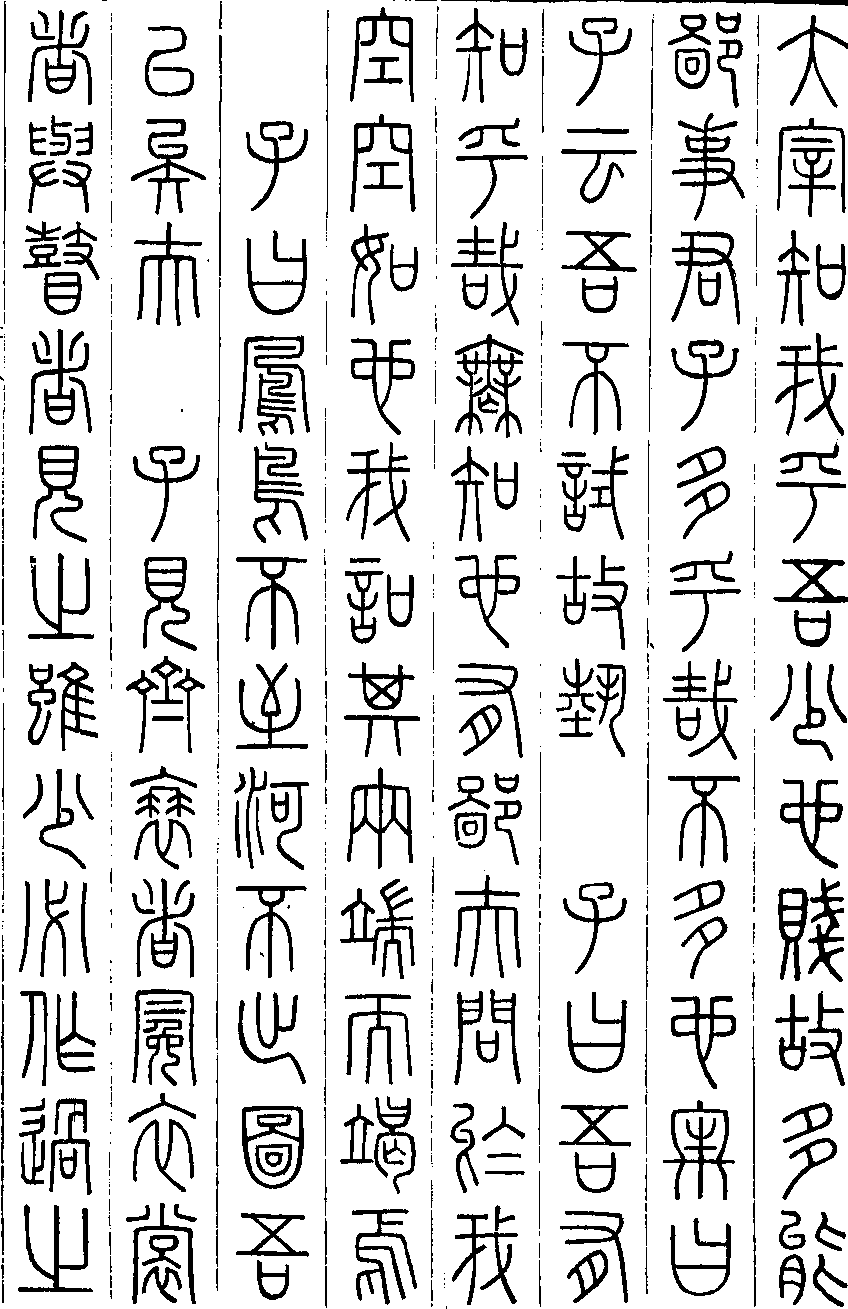 大宰知我乎吾少也賤故多能
鄙事君子多乎哉不多也牢曰
子云吾不試故埶　子曰吾有
知乎哉無知也有鄙夫問於我
空空如也我叩其兩端而竭焉
　子曰鳳鳥不至河不出圖吾
已矣夫　子見齊衰者冕衣裳
者與瞽者見之雖少必作過之